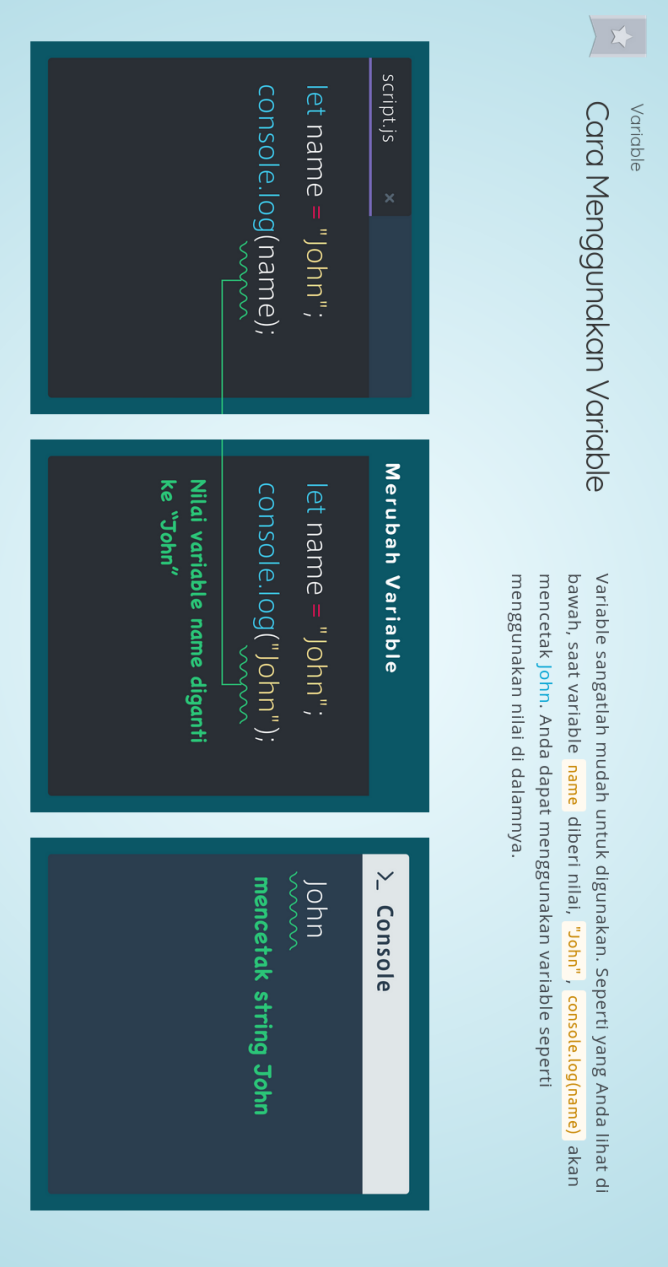 Variable
Cara Menggunakan Variable
Variable sangatlah mudah untuk digunakan. Seperti yang Anda lihat di
bawah, saat variable name diberi nilai, "John", console.log(name) akan
mencetak John. Anda dapat menggunakan variable seperti
menggunakan nilai di dalamnya.
script.js ×
let name = "John";
console.log(name);
Merubah Variable
let name = "John";
console.log("John");
Nilai variable name diganti
ke “John”
>_ Console
John
mencetak string John